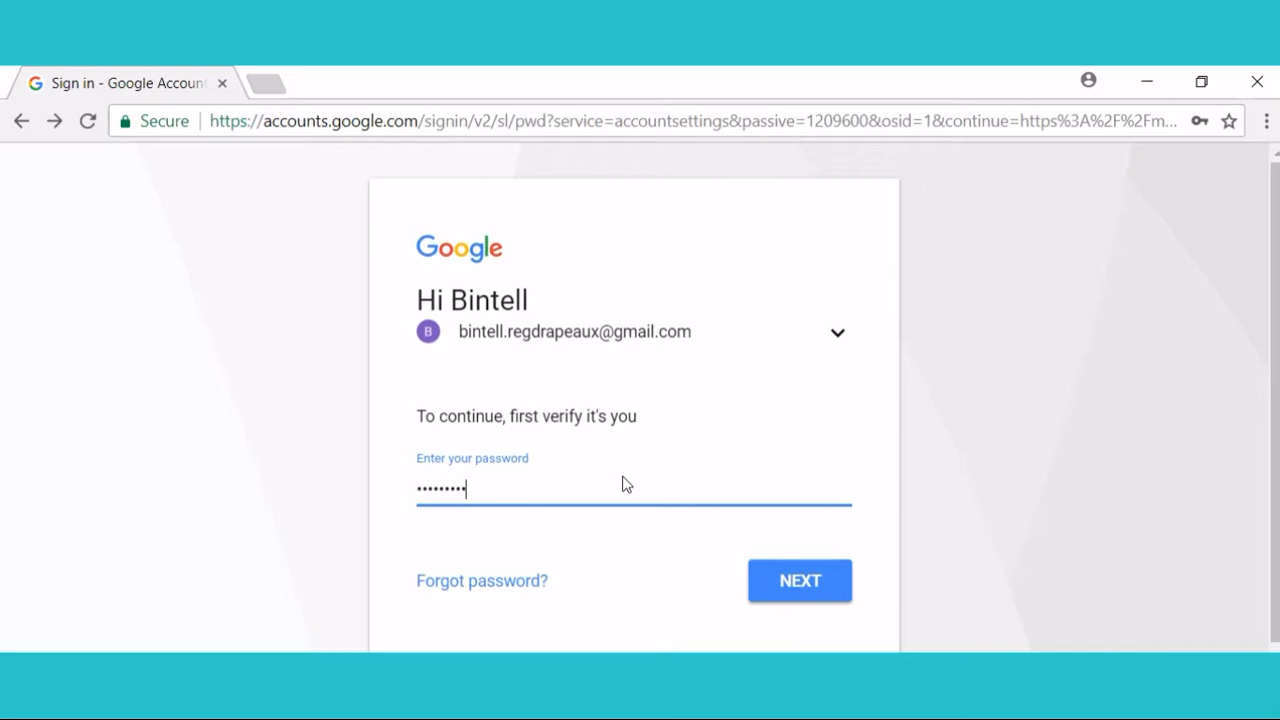 Sign in - Google Account
Secure
https://accounts.google.com/signin/v2/sl/pwd?service=accountsettings&passive=1209600&osid=1&continue=https%3A%2F%2Fm...
Google
Hi Bintell
B
bintell.regdrapeaux@gmail.com
To continue, first verify it's you
Enter your password
•••••••••
Forgot password?
NEXT